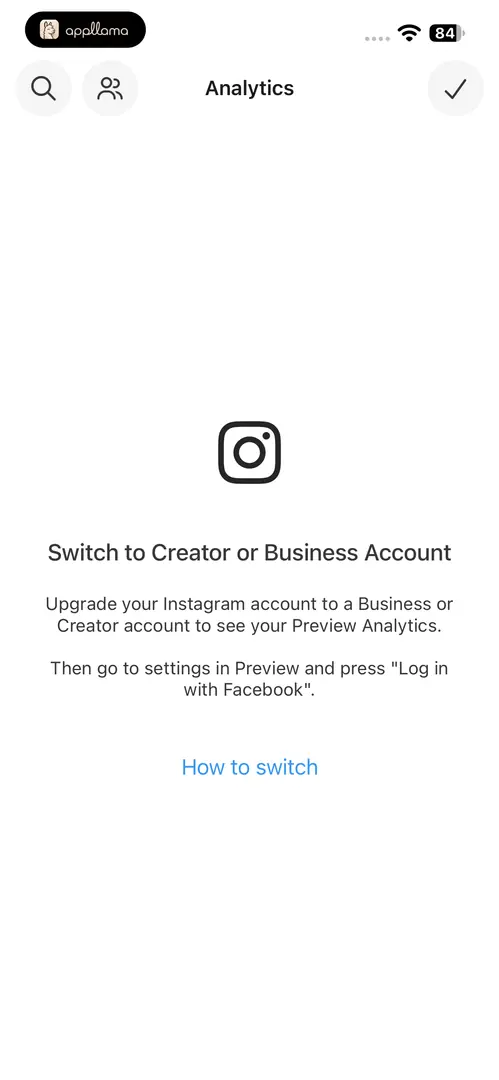 appllama
84
Analytics
Switch to Creator or Business Account
Upgrade your Instagram account to a Business or
Creator account to see your Preview Analytics.
Then go to settings in Preview and press "Log in
with Facebook".
How to switch